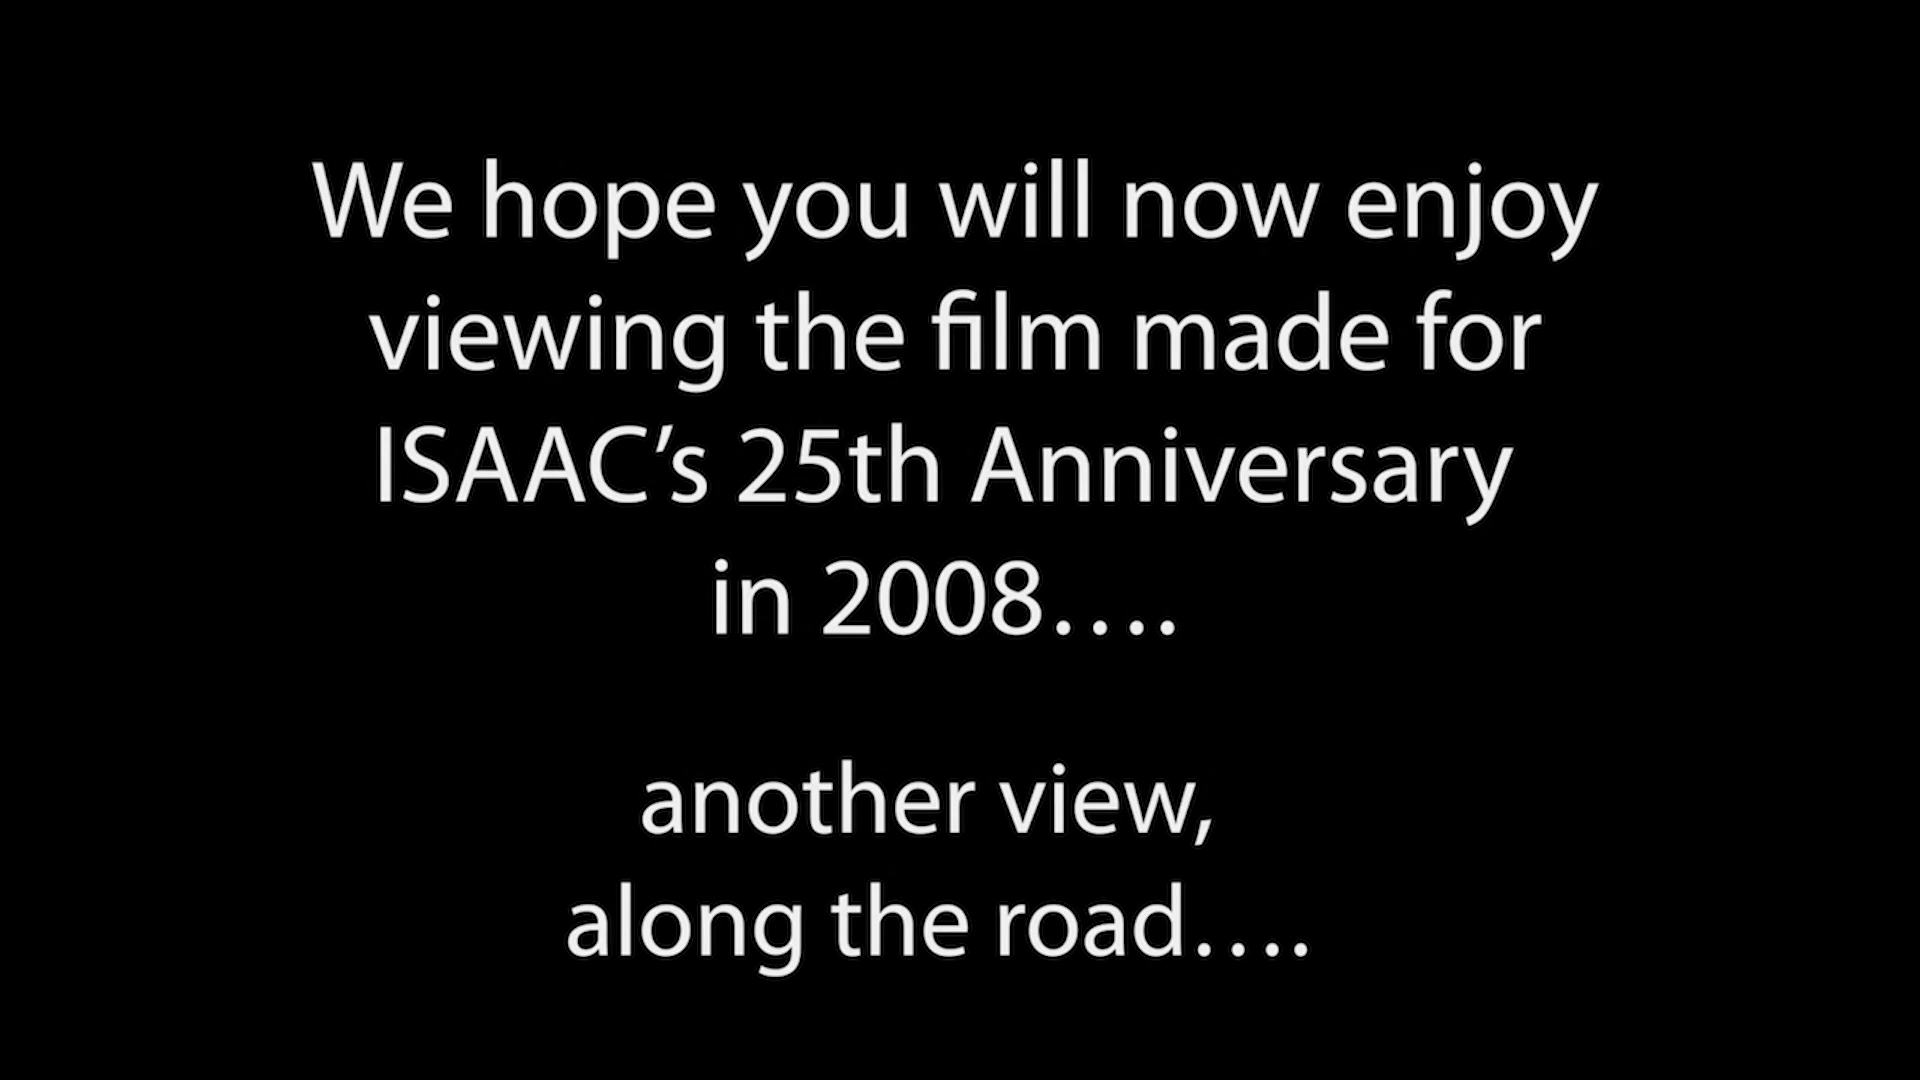 We hope you will now enjoy
viewing the film made for
ISAAC’s 25th Anniversary
in 2008….
another view,
along the road….